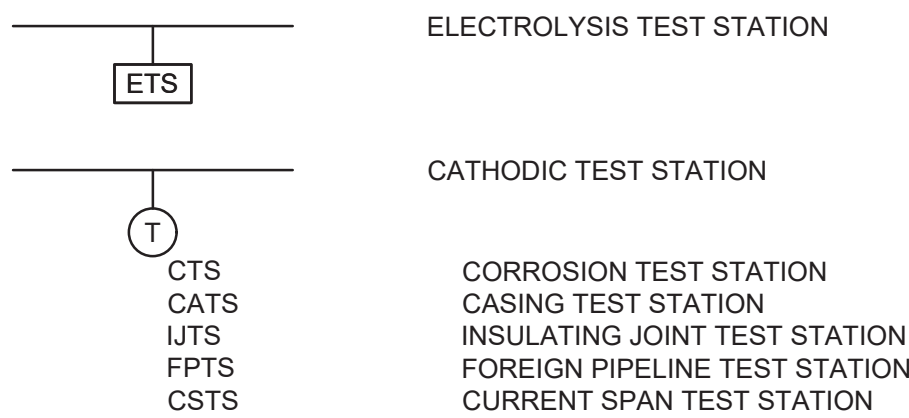 ELECTROLYSIS TEST STATION
ETS
CATHODIC TEST STATION
T
CTS CORROSION TEST STATION
CATS CASING TEST STATION
IJTS INSULATING JOINT TEST STATION
FPTS FOREIGN PIPELINE TEST STATION
CSTS CURRENT SPAN TEST STATION